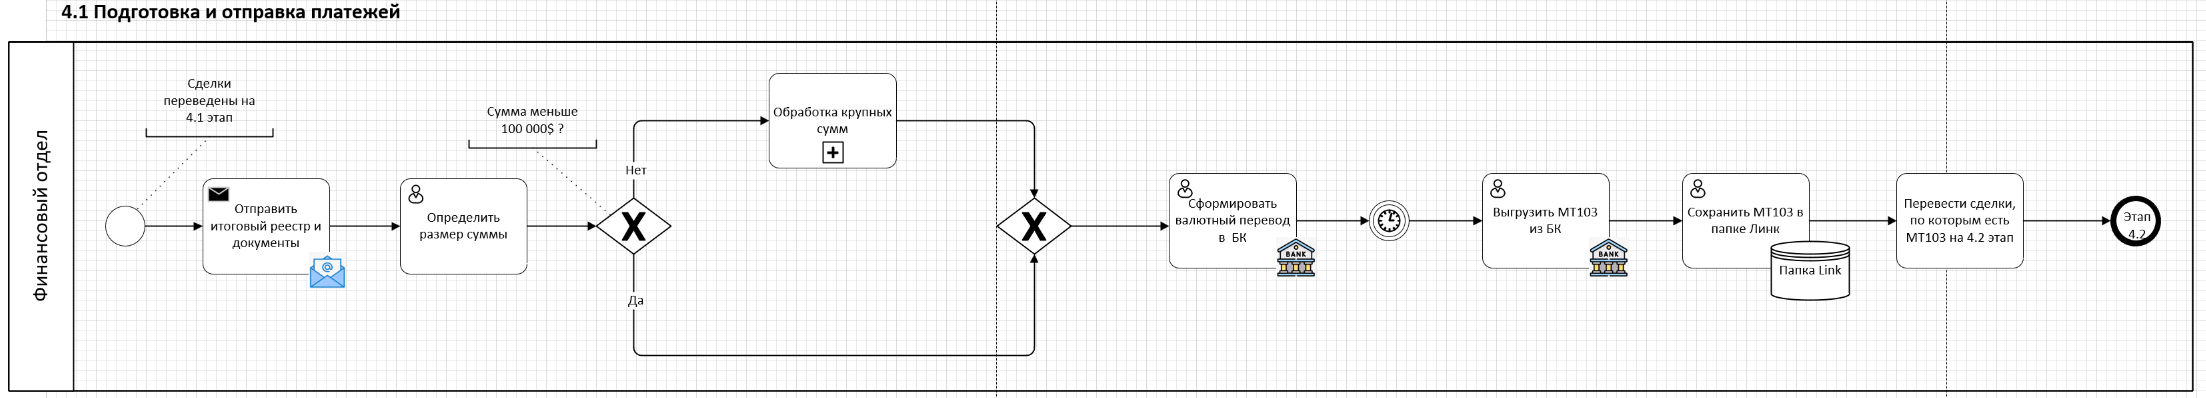 4.1 Подготовка и отправка платежей
Финансовый отдел
Сделки
переведены на
4.1 этап
Отправить
итоговый реестр и
документы
@
Определить
размер суммы
Сумма меньше
100 000$ ?
Нет
Да
Обработка крупных
сумм
X
X
Сформировать
валютный перевод
в БК
BANK
Выгрузить МТ103
из БК
BANK
Сохранить МТ103 в
папке Линк
Папка Link
Перевести сделки,
по которым есть
МТ103 на 4.2 этап
Этап
4.2